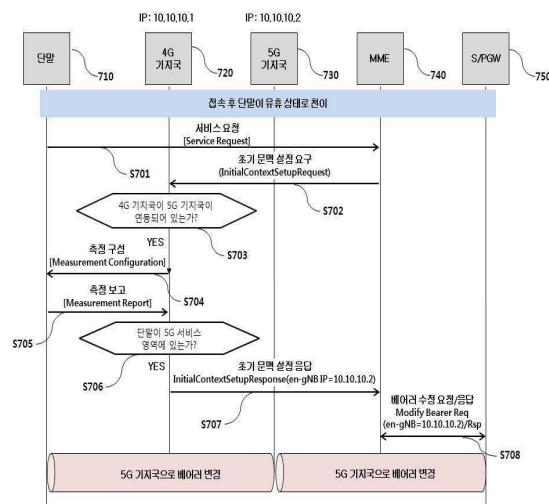 IP: 10.10.10.1
IP: 10.10.10.2
단말
4G
기지국
5G
기지국
MME
S/PGW
710
720
730
740
750
접속 후 단말이 유휴 상태로 천이
서비스 요청
[Service Request]
S701
초기 문맥 설정 요구
(InitialContextSetupRequest)
S702
4G 기지국이 5G 기지국이
연동되어 있는가?
S703
YES
측정 구성
[Measurement Configuration]
S704
측정 보고
[Measurement Report]
S705
단말이 5G 서비스
영역에 있는가?
S706
YES
초기 문맥 설정 응답
InitialContextSetupResponse(en-gNB IP=10.10.10.2)
S707
베어러 수정 요청/응답
Modify Bearer Req
(en-gNB=10.10.10.2)/Rsp
S708
5G 기지국으로 베어러 변경
5G 기지국으로 베어러 변경